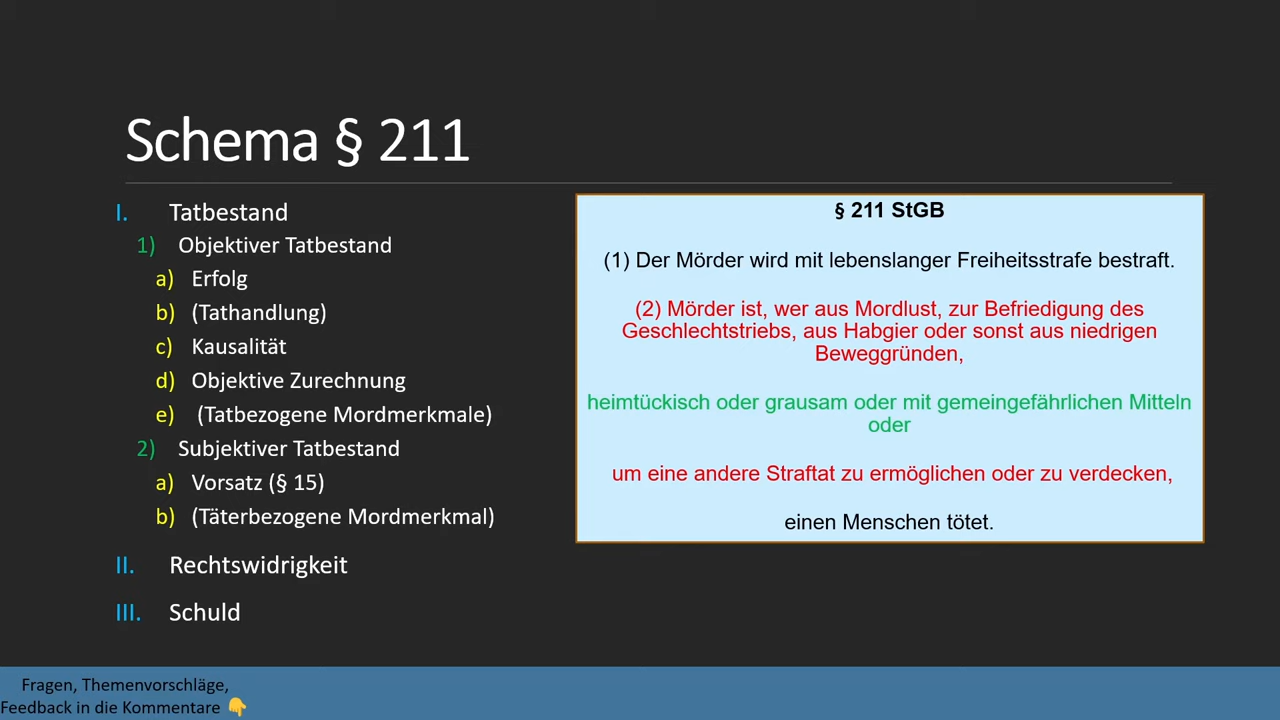 Schema § 211
I. Tatbestand
1) Objektiver Tatbestand
a) Erfolg
b) (Tathandlung)
c) Kausalität
d) Objektive Zurechnung
e) (Tatbezogene Mordmerkmale)
2) Subjektiver Tatbestand
a) Vorsatz (§ 15)
b) (Täterbezogene Mordmerkmal)
II. Rechtswidrigkeit
III. Schuld
§ 211 StGB
(1) Der Mörder wird mit lebenslanger Freiheitsstrafe bestraft.
(2) Mörder ist, wer aus Mordlust, zur Befriedigung des
Geschlechtstriebs, aus Habgier oder sonst aus niedrigen
Beweggründen,
heimtückisch oder grausam oder mit gemeingefährlichen Mitteln
oder
um eine andere Straftat zu ermöglichen oder zu verdecken,
einen Menschen tötet.
Fragen, Themenvorschläge,
Feedback in die Kommentare 👇